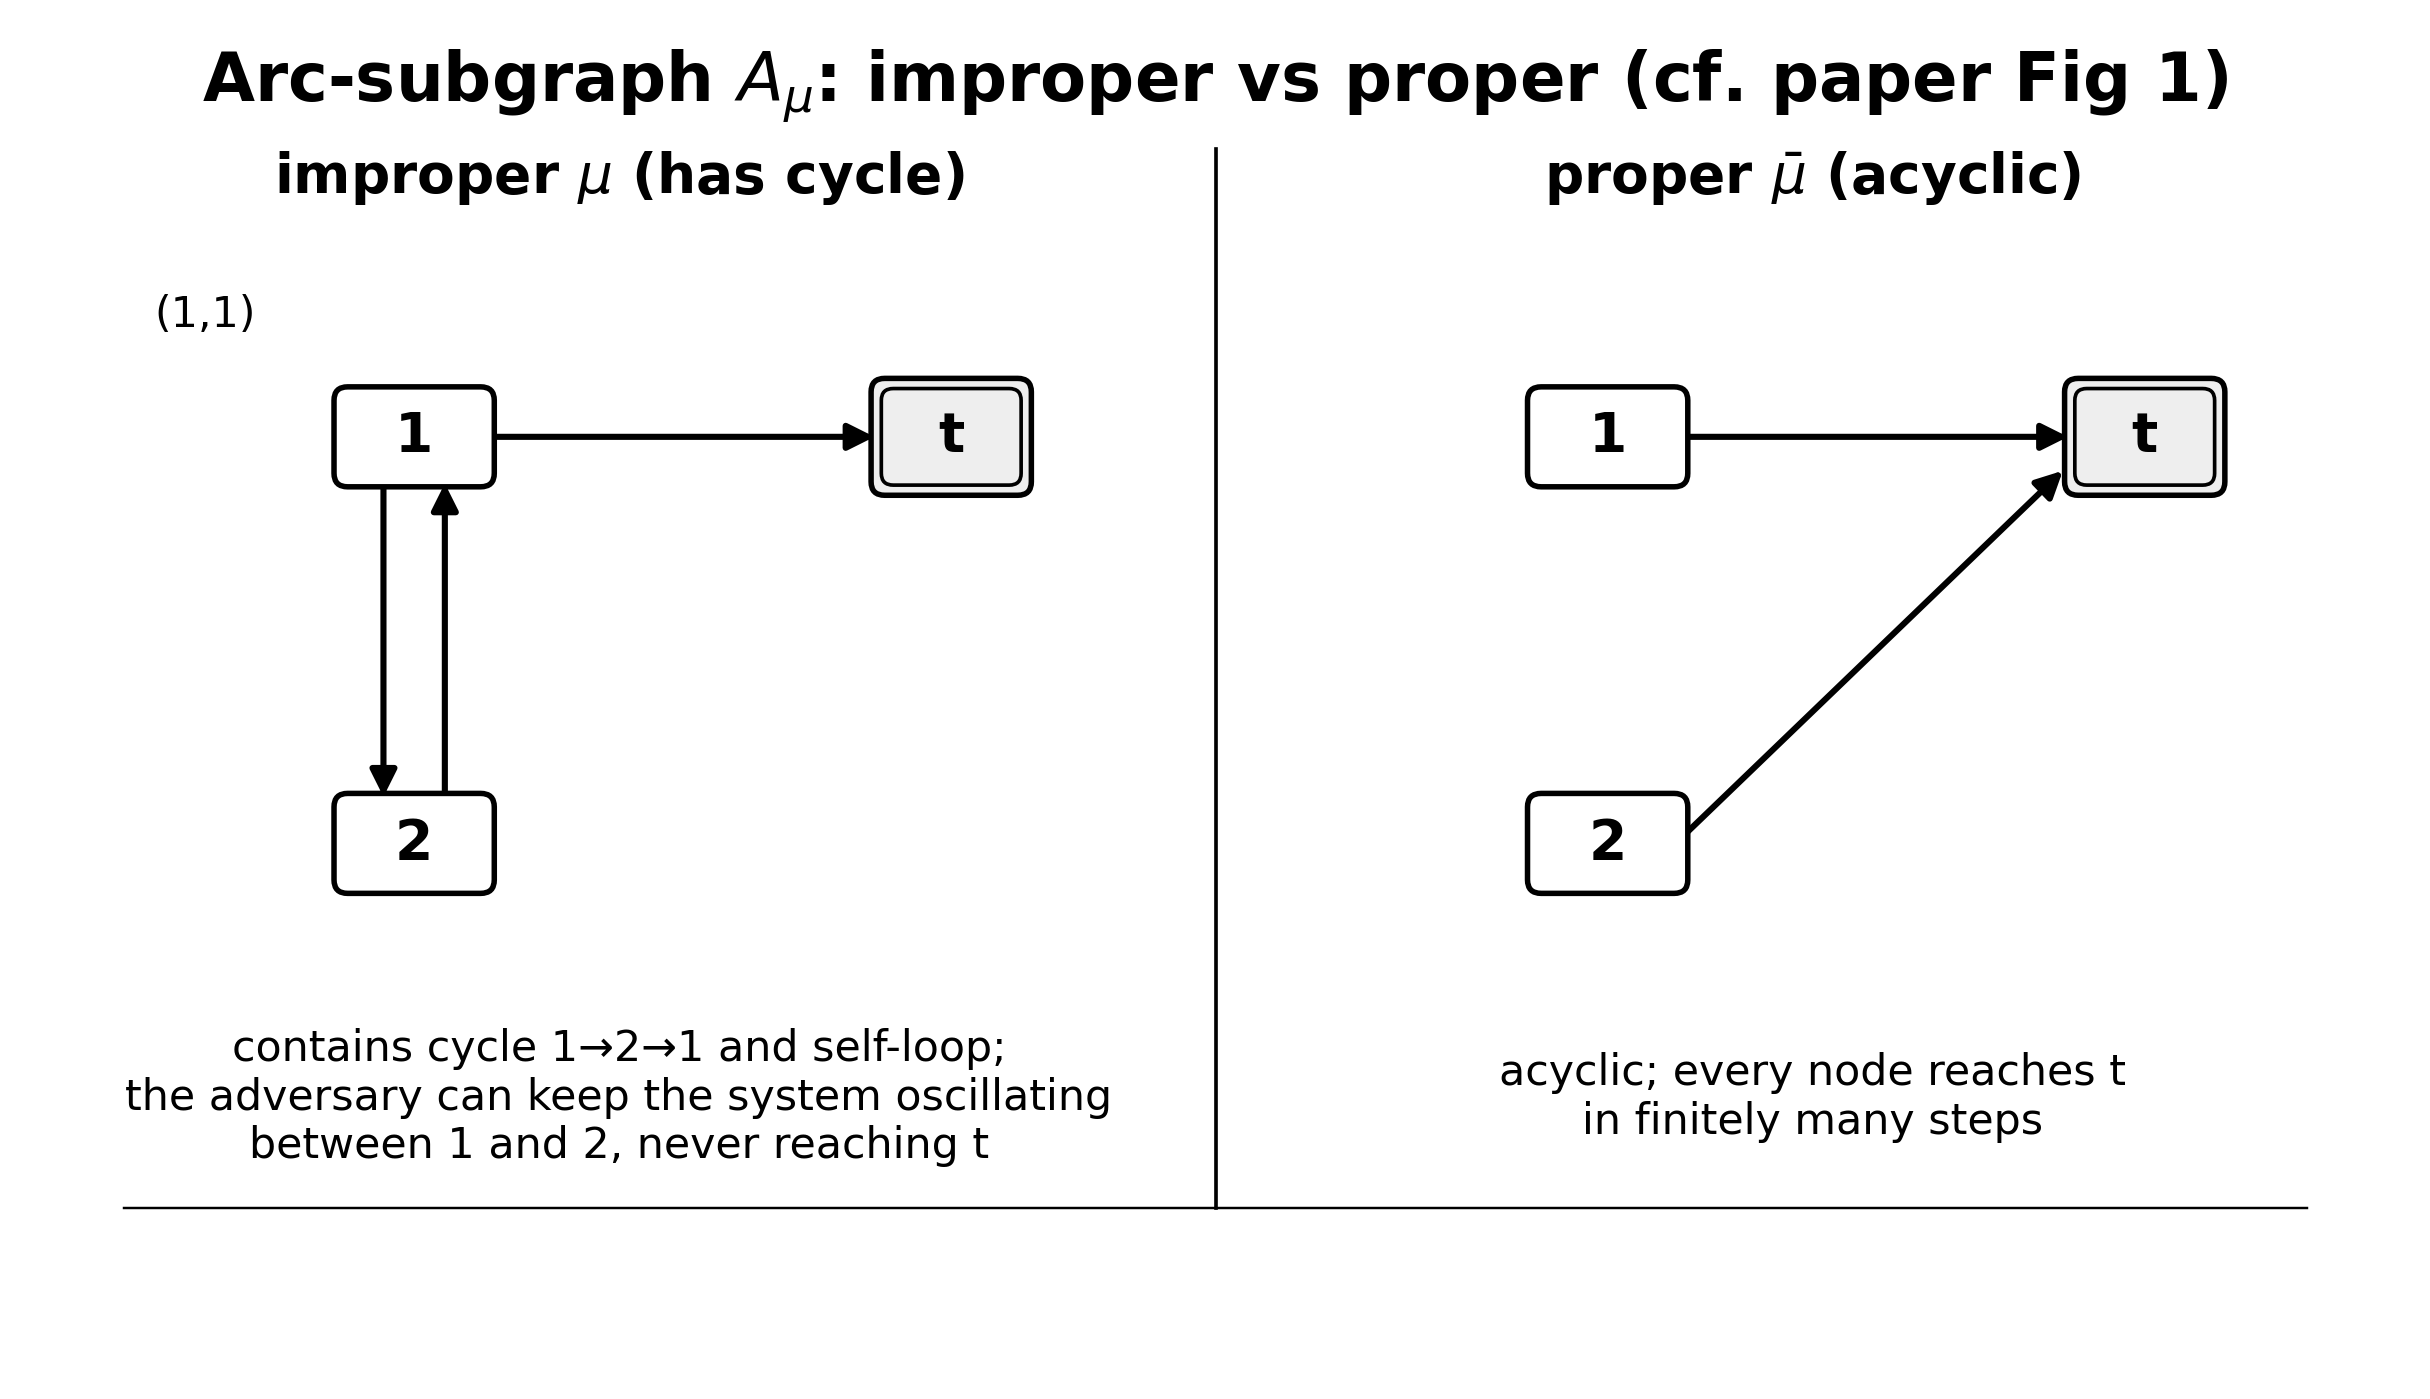 Arc-subgraph A_μ: improper vs proper (cf. paper Fig 1)
improper μ (has cycle)
proper μ̄ (acyclic)
(1,1)
1
t
2
1
t
2
contains cycle 1→2→1 and self-loop;
the adversary can keep the system oscillating
between 1 and 2, never reaching t
acyclic; every node reaches t
in finitely many steps